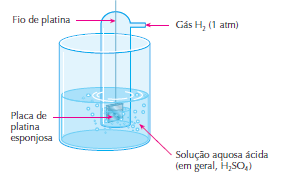 Fio de platina
Gás H₂ (1 atm)
Placa de
platina
esponjosa
Solução aquosa ácida
(em geral, H₂SO₄)